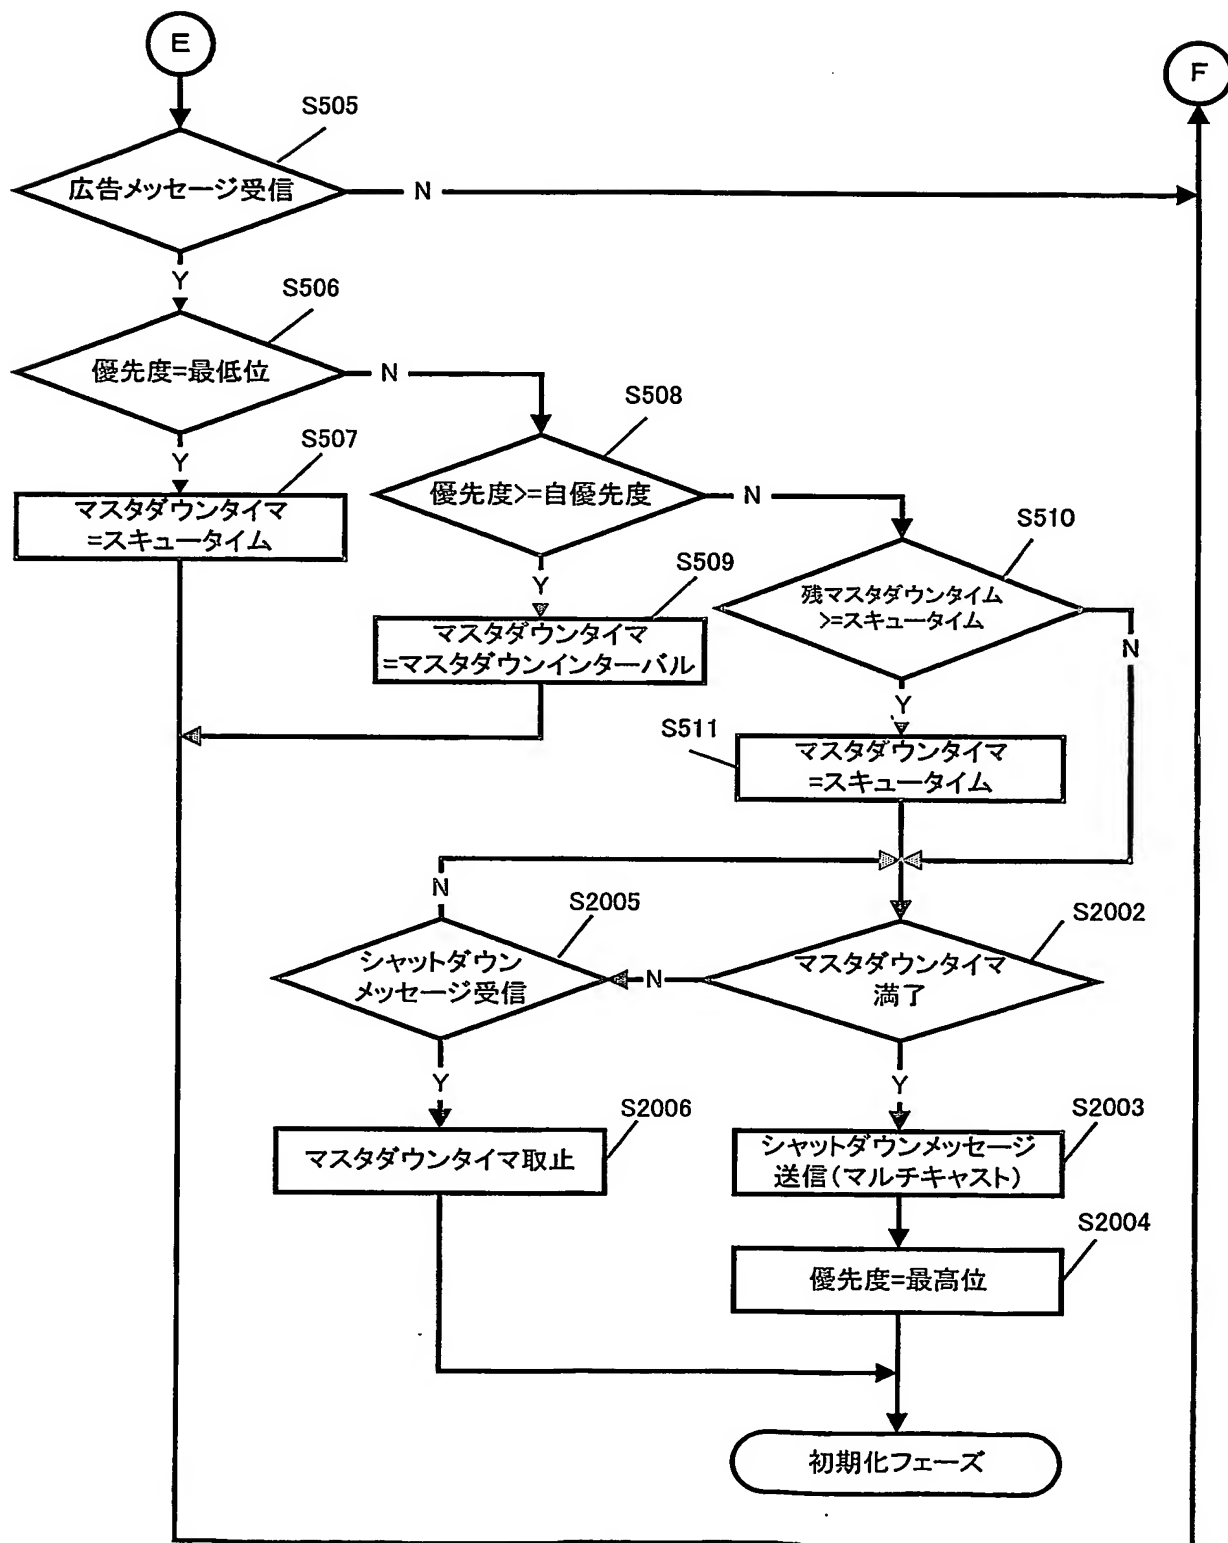 E
F
S505
広告メッセージ受信
N
Y
S506
優先度=最低位
N
S508
Y
S507
優先度>=自優先度
N
マスタダウンタイマ
=スキュータイム
S510
Y
S509
残マスタダウンタイム
>=スキュータイム
マスタダウンタイマ
=マスタダウンインターバル
N
Y
S511
マスタダウンタイマ
=スキュータイム
N
S2005
S2002
シャットダウン
メッセージ受信
N
マスタダウンタイマ
満了
Y
Y
S2006
S2003
マスタダウンタイマ取止
シャットダウンメッセージ
送信(マルチキャスト)
S2004
優先度=最高位
初期化フェーズ